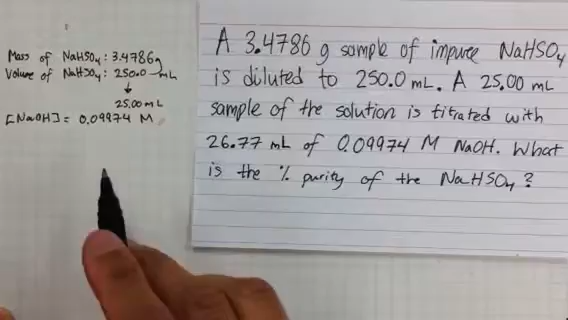 Mass of NaHSO4: 3.4786g
Volume of NaHSO4: 250.0 mL
↓
25.00 mL
[NaOH] = 0.09974 M
A 3.4786 g sample of impure NaHSO4
is diluted to 250.0 mL. A 25.00 mL
sample of the solution is titrated with
26.77 mL of 0.09974 M NaOH. What
is the % purity of the NaHSO4?